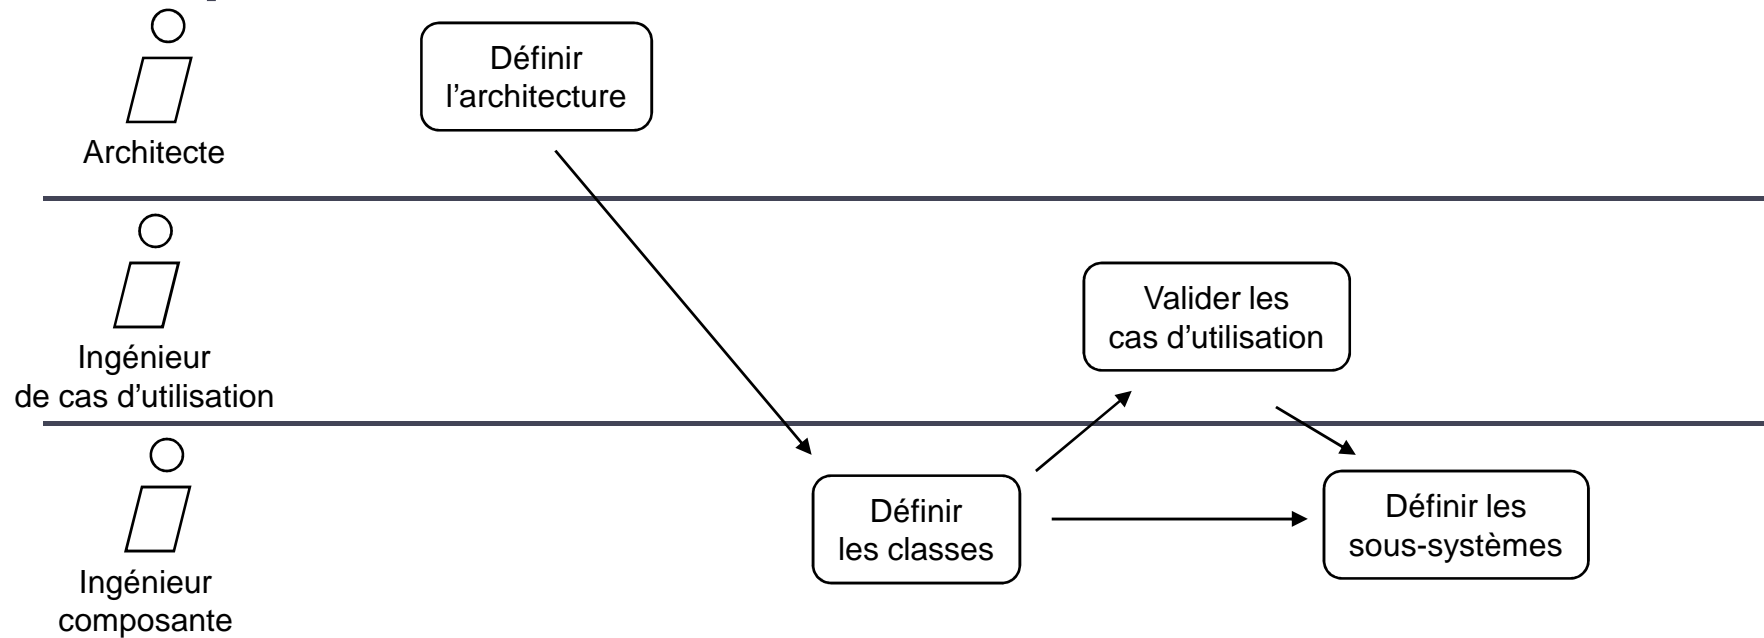 Définir
l’architecture
Architecte
Valider les
cas d’utilisation
Ingénieur
de cas d’utilisation
Définir
les classes
Définir les
sous-systèmes
Ingénieur
composante